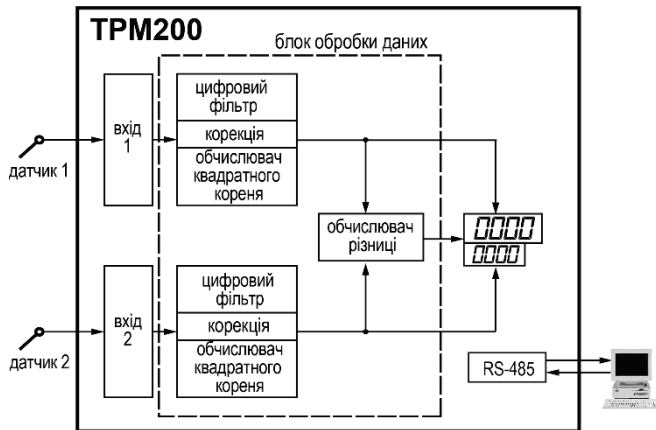 ТРМ200
блок обробки даних
цифровий
фільтр
корекція
обчислювач
квадратного
кореня
вхід
1
датчик 1
обчислювач
різниці
0000
0000
цифровий
фільтр
корекція
обчислювач
квадратного
кореня
вхід
2
датчик 2
RS-485